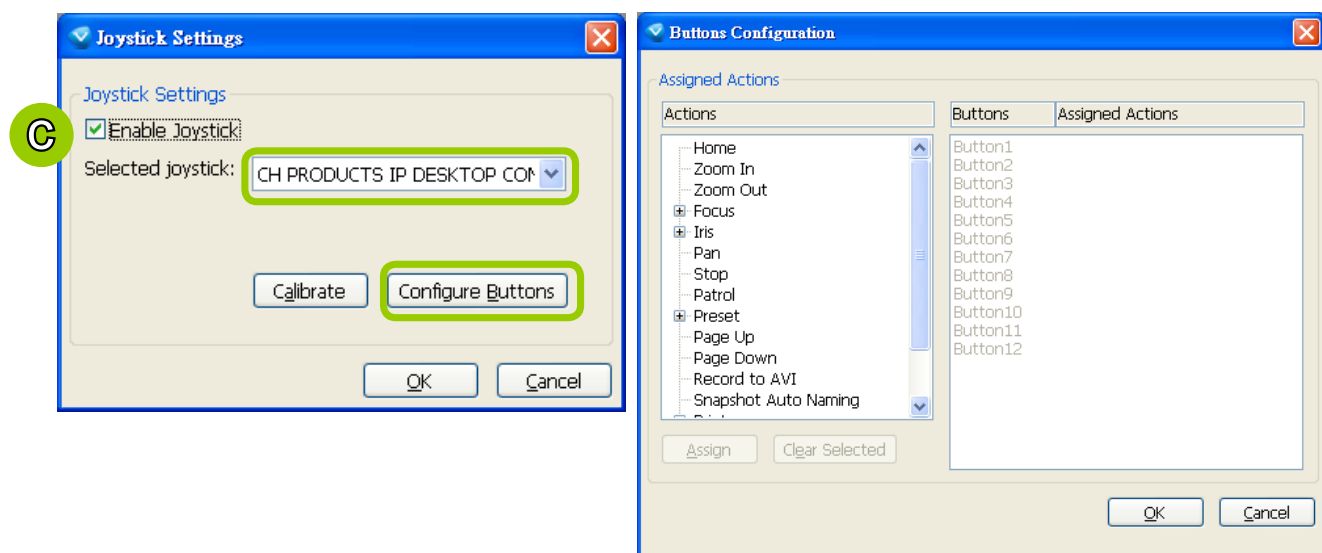 Joystick Settings
Joystick Settings
C
Enable Joystick
Selected joystick:
CH PRODUCTS IP DESKTOP CON
Calibrate
Configure Buttons
OK
Cancel
Buttons Configuration
Assigned Actions
Actions
Home
Zoom In
Zoom Out
Focus
Iris
Pan
Stop
Patrol
Preset
Page Up
Page Down
Record to AVI
Snapshot Auto Naming
Assign
Clear Selected
Buttons Assigned Actions
Button1
Button2
Button3
Button4
Button5
Button6
Button7
Button8
Button9
Button10
Button11
Button12
OK
Cancel